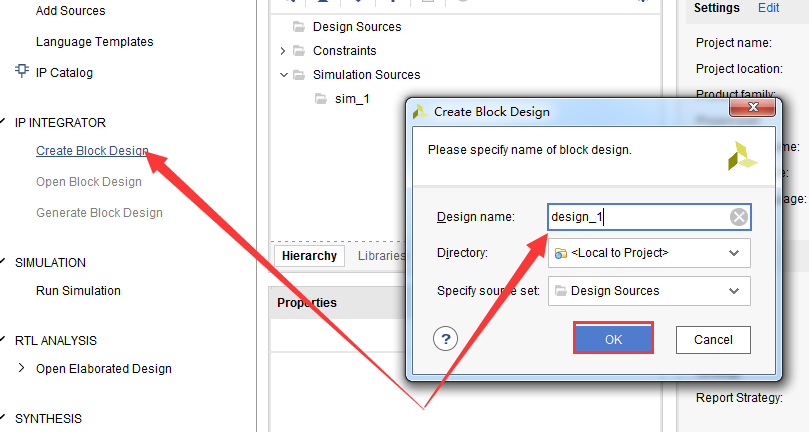 Add Sources
Language Templates
IP Catalog
IP INTEGRATOR
Create Block Design
Open Block Design
Generate Block Design
SIMULATION
Run Simulation
RTL ANALYSIS
Open Elaborated Design
SYNTHESIS
Design Sources
Constraints
Simulation Sources
sim_1
Hierarchy
Libraries
Properties
Settings Edit
Project name:
Project location:
Product family:
Report Strategy:
Create Block Design
Please specify name of block design.
Design name: design_1
Directory: <Local to Project>
Specify source set: Design Sources
?
OK Cancel